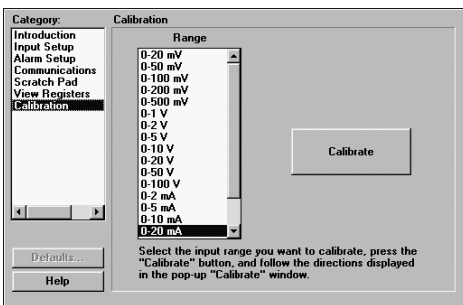 Category:
Introduction
Input Setup
Alarm Setup
Communications
Scratch Pad
View Registers
Calibration
Defaults...
Help
Calibration
Range
0-20 mV
0-50 mV
0-100 mV
0-200 mV
0-500 mV
0-1 V
0-2 V
0-5 V
0-10 V
0-20 V
0-50 V
0-100 V
0-2 mA
0-5 mA
0-10 mA
0-20 mA
Calibrate
Select the input range you want to calibrate, press the
"Calibrate" button, and follow the directions displayed
in the pop-up "Calibrate" window.